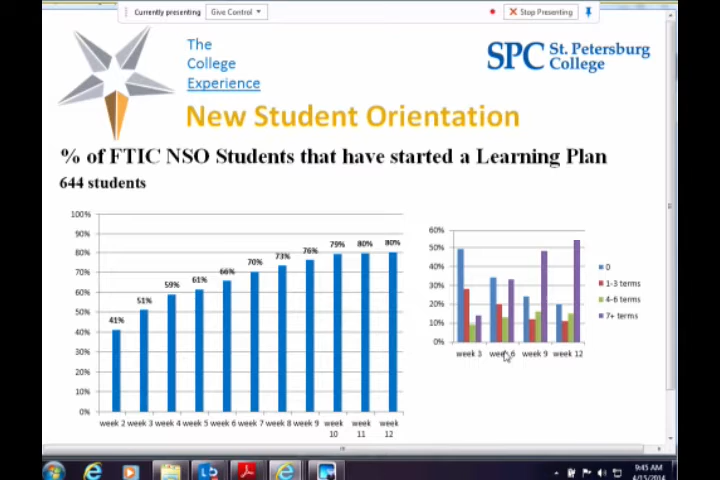 Currently presenting
Give Control
Stop Presenting
The
College
Experience
SPC St. Petersburg
College
New Student Orientation
% of FTIC NSO Students that have started a Learning Plan
644 students
100%
90%
80%
70%
60%
50%
40%
30%
20%
10%
0%
41%
51%
59%
61%
66%
70%
73%
76%
79%
80%
80%
week 2 week 3 week 4 week 5 week 6 week 7 week 8 week 9 week week week
10 11 12
60%
50%
40%
30%
20%
10%
0%
week 3 week 6 week 9 week 12
0
1-3 terms
4-6 terms
7+ terms
9:45 AM
4/15/2014